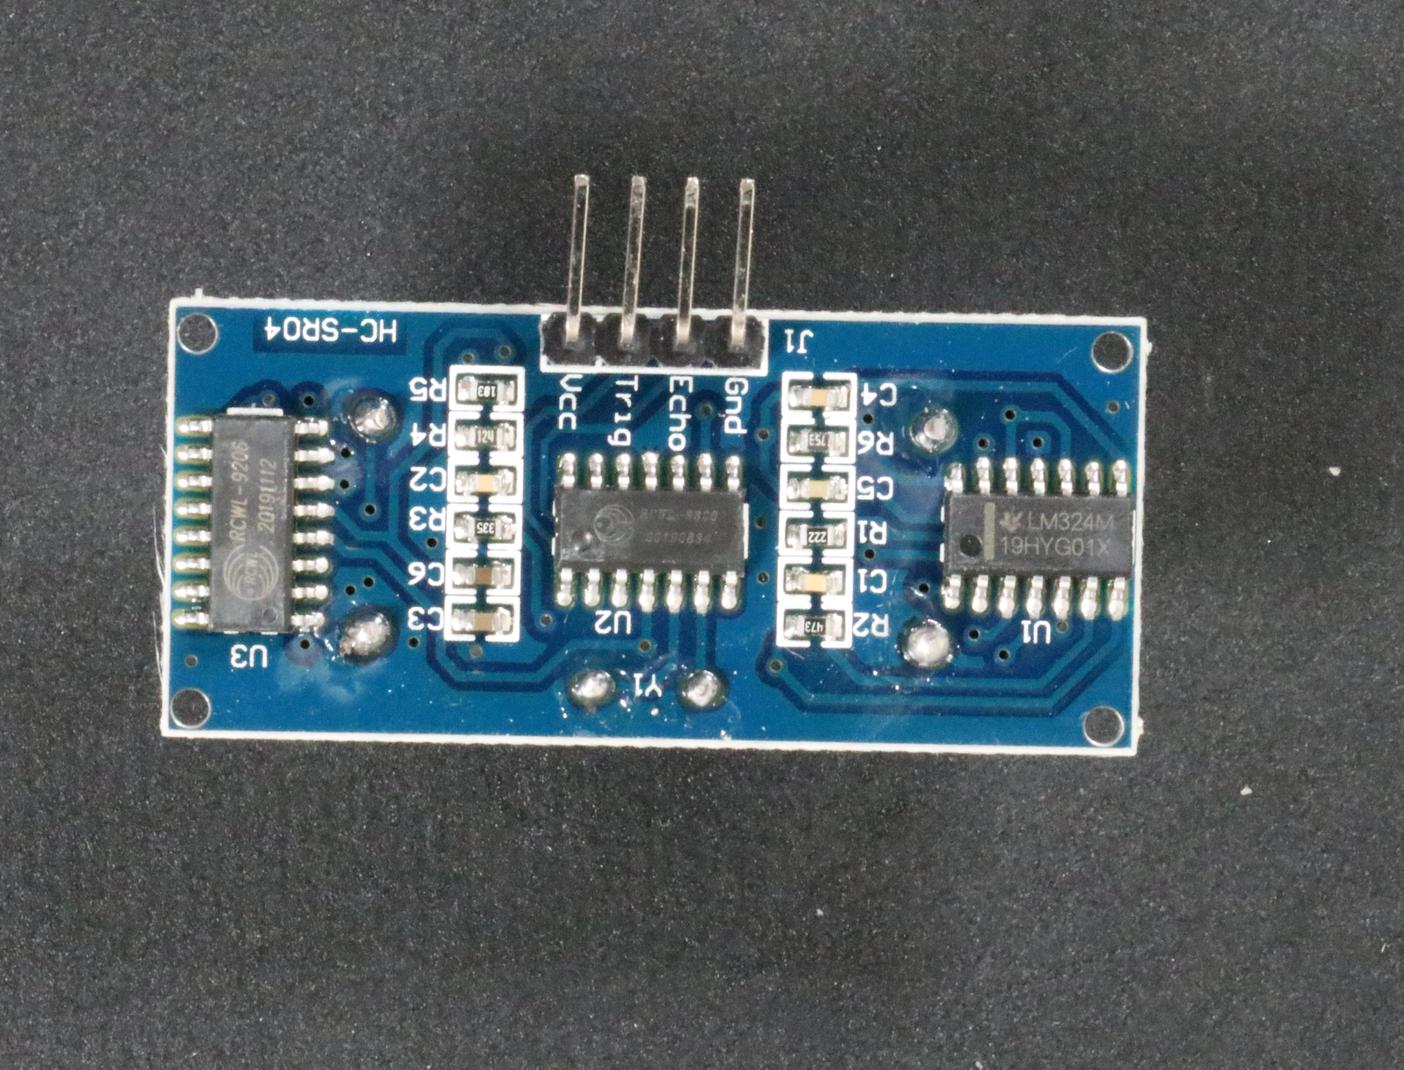 HC-SR04
J1
R5
R4
C2
R3
C6
C3
183
124
335
Vcc
Trig
Echo
Gnd
C4
R6
C5
R1
C1
R2
753
222
473
RCWL-9206
20191112
RCWL
U3
U2
Y1
LM324M
19HYG01X
U1